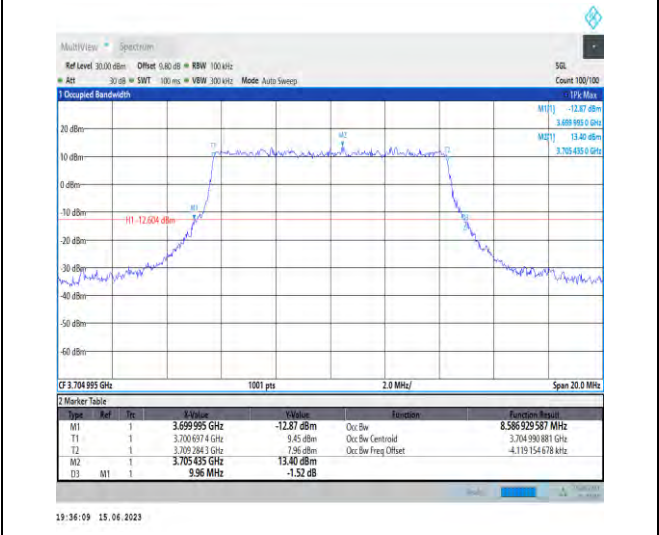 MultiView Spectrum
Ref Level 30.00 dBm Offset 9.80 dB RBW 100 kHz SGL
Att 30 dB SWT 100 ms VBW 300 kHz Mode Auto Sweep Count 100/100
1 Occupied Bandwidth 1Pk Max
M1[1] -12.87 dBm
3.699 995 0 GHz
20 dBm M2 M2[1] 13.40 dBm
T1 T2 3.705 435 0 GHz
10 dBm
0 dBm
-10 dBm M1
H1 -12.604 dBm
-20 dBm
-30 dBm
-40 dBm
-50 dBm
-60 dBm
CF 3.704 995 GHz 1001 pts 2.0 MHz/ Span 20.0 MHz
2 Marker Table
Type Ref Trc X-Value Y-Value Function Function Result
M1 1 3.699995 GHz -12.87 dBm Occ Bw 8.586 929 587 MHz
T1 1 3.700 697 4 GHz 9.45 dBm Occ Bw Centroid 3.704 990 881 GHz
T2 1 3.709 284 3 GHz 7.96 dBm Occ Bw Freq Offset -4.119 154 678 kHz
M2 1 3.705 435 GHz 13.40 dBm
D3 M1 1 9.96 MHz -1.52 dB
19:36:09 15.06.2023